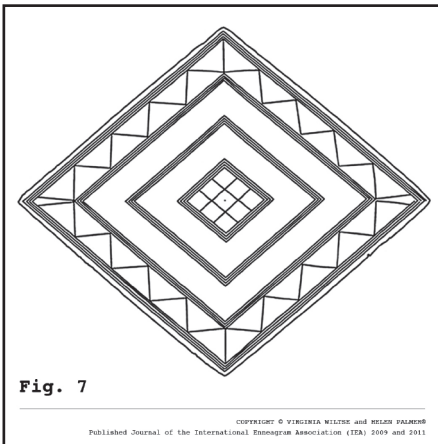 Fig. 7
COPYRIGHT © VIRGINIA WILTSE and HELEN PALMER®
Published Journal of the International Enneagram Association (IEA) 2009 and 2011